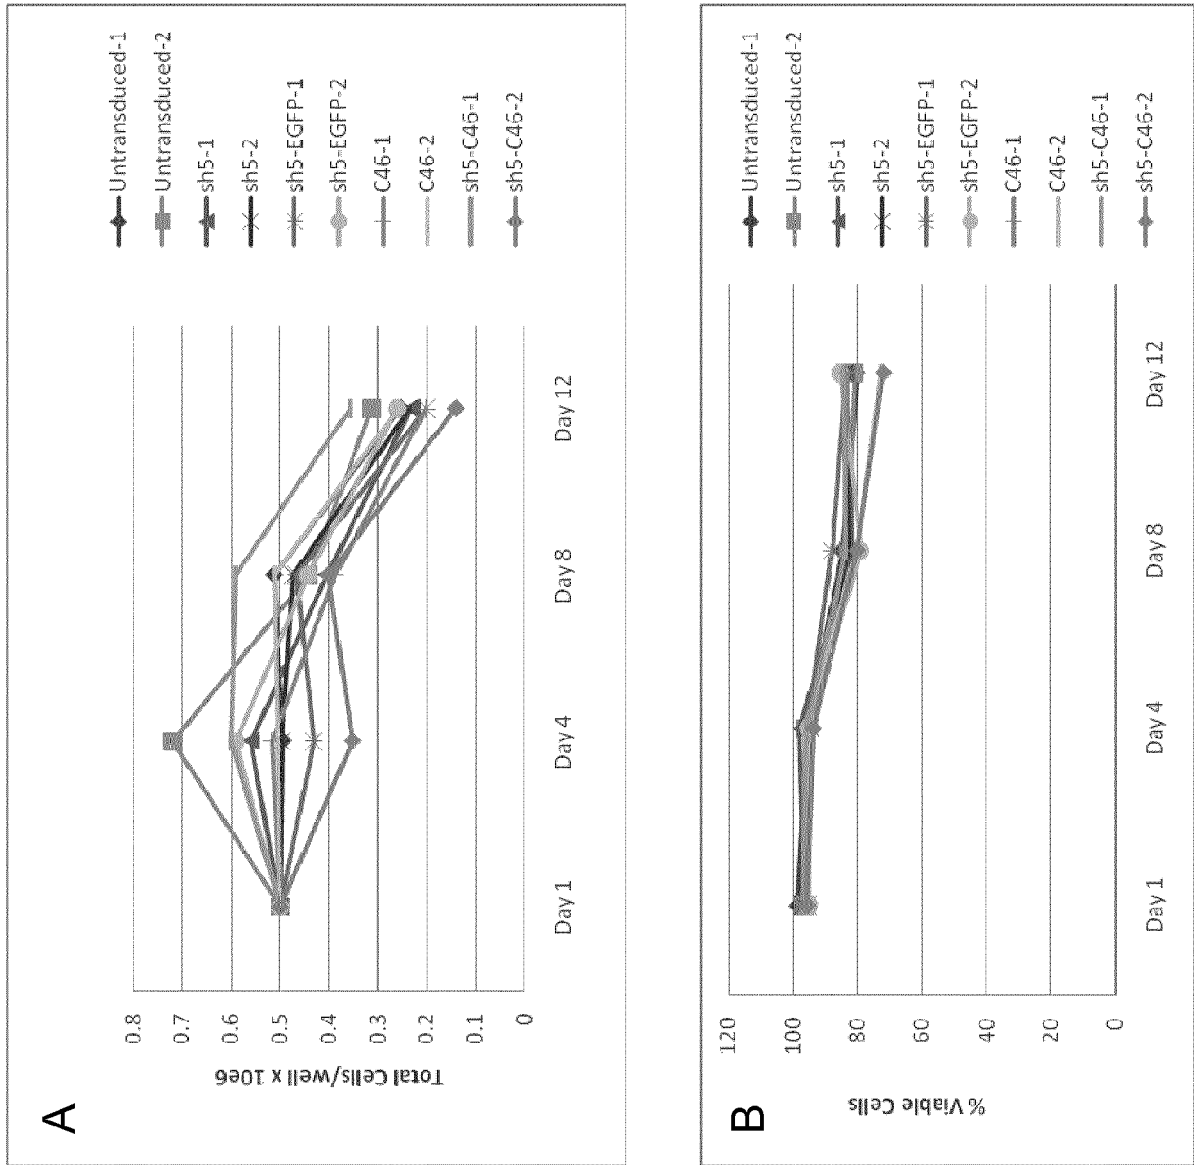 A
Total Cells/well x 10e6
0.8
0.7
0.6
0.5
0.4
0.3
0.2
0.1
0
Day 1
Day 4
Day 8
Day 12
Untransduced-1
Untransduced-2
sh5-1
sh5-2
sh5-EGFP-1
sh5=EGFP-2
C46-1
C46-2
sh5=C46=1
sh5-C46-2
B
% Viable Cells
120
100
80
60
40
20
0
Day 1
Day 4
Day 8
Day 12
Untransduced-1
Untransduced-2
sh5-1
sh5-2
sh5-EGFP-1
sh5-EGFP-2
C46-1
C46-2
sh5-C46-1
sh5-C46-2